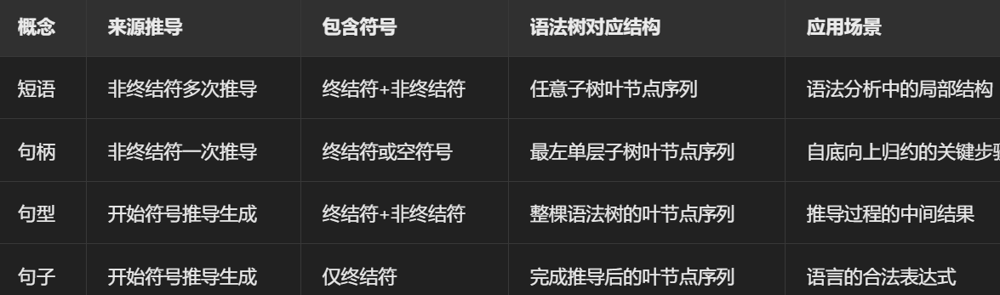 概念 来源推导 包含符号 语法树对应结构 应用场景
短语 非终结符多次推导 终结符+非终结符 任意子树叶节点序列 语法分析中的局部结构
句柄 非终结符一次推导 终结符或空符号 最左单层子树叶节点序列 自底向上归约的关键步骤
句型 开始符号推导生成 终结符+非终结符 整棵语法树的叶节点序列 推导过程的中间结果
句子 开始符号推导生成 仅终结符 完成推导后的叶节点序列 语言的合法表达式